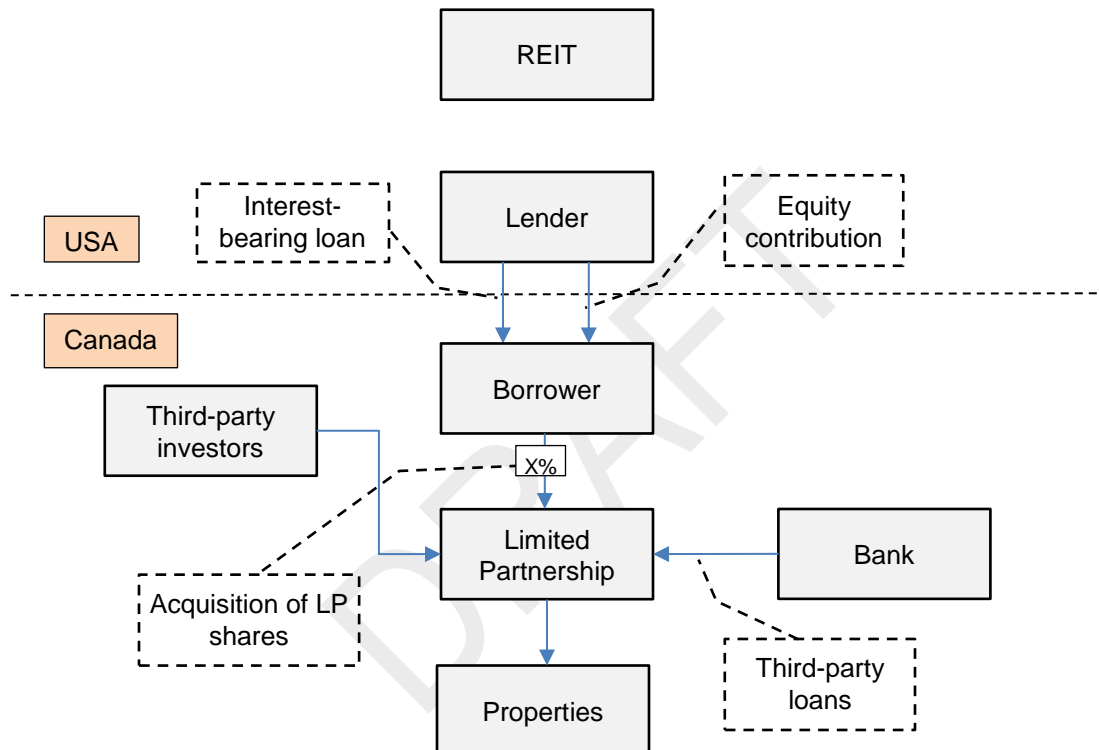 REIT
Interest-
bearing loan
Lender
Equity
contribution
USA
Canada
Borrower
Third-party
investors
X%
Limited
Partnership
Bank
Acquisition of LP
shares
Third-party
loans
Properties
DRAFT